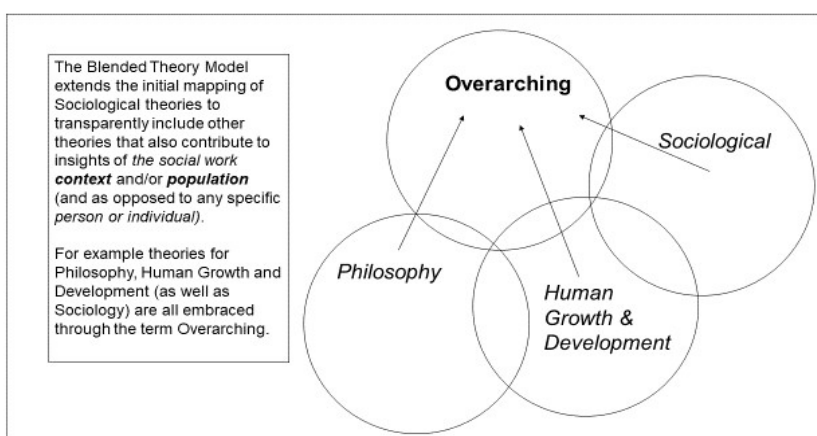 The Blended Theory Model
extends the initial mapping of
Sociological theories to
transparently include other
theories that also contribute to
insights of the social work
context and/or population
(and as opposed to any specific
person or individual).
For example theories for
Philosophy, Human Growth and
Development (as well as
Sociology) are all embraced
through the term Overarching.
Overarching
Sociological
Philosophy
Human
Growth &
Development